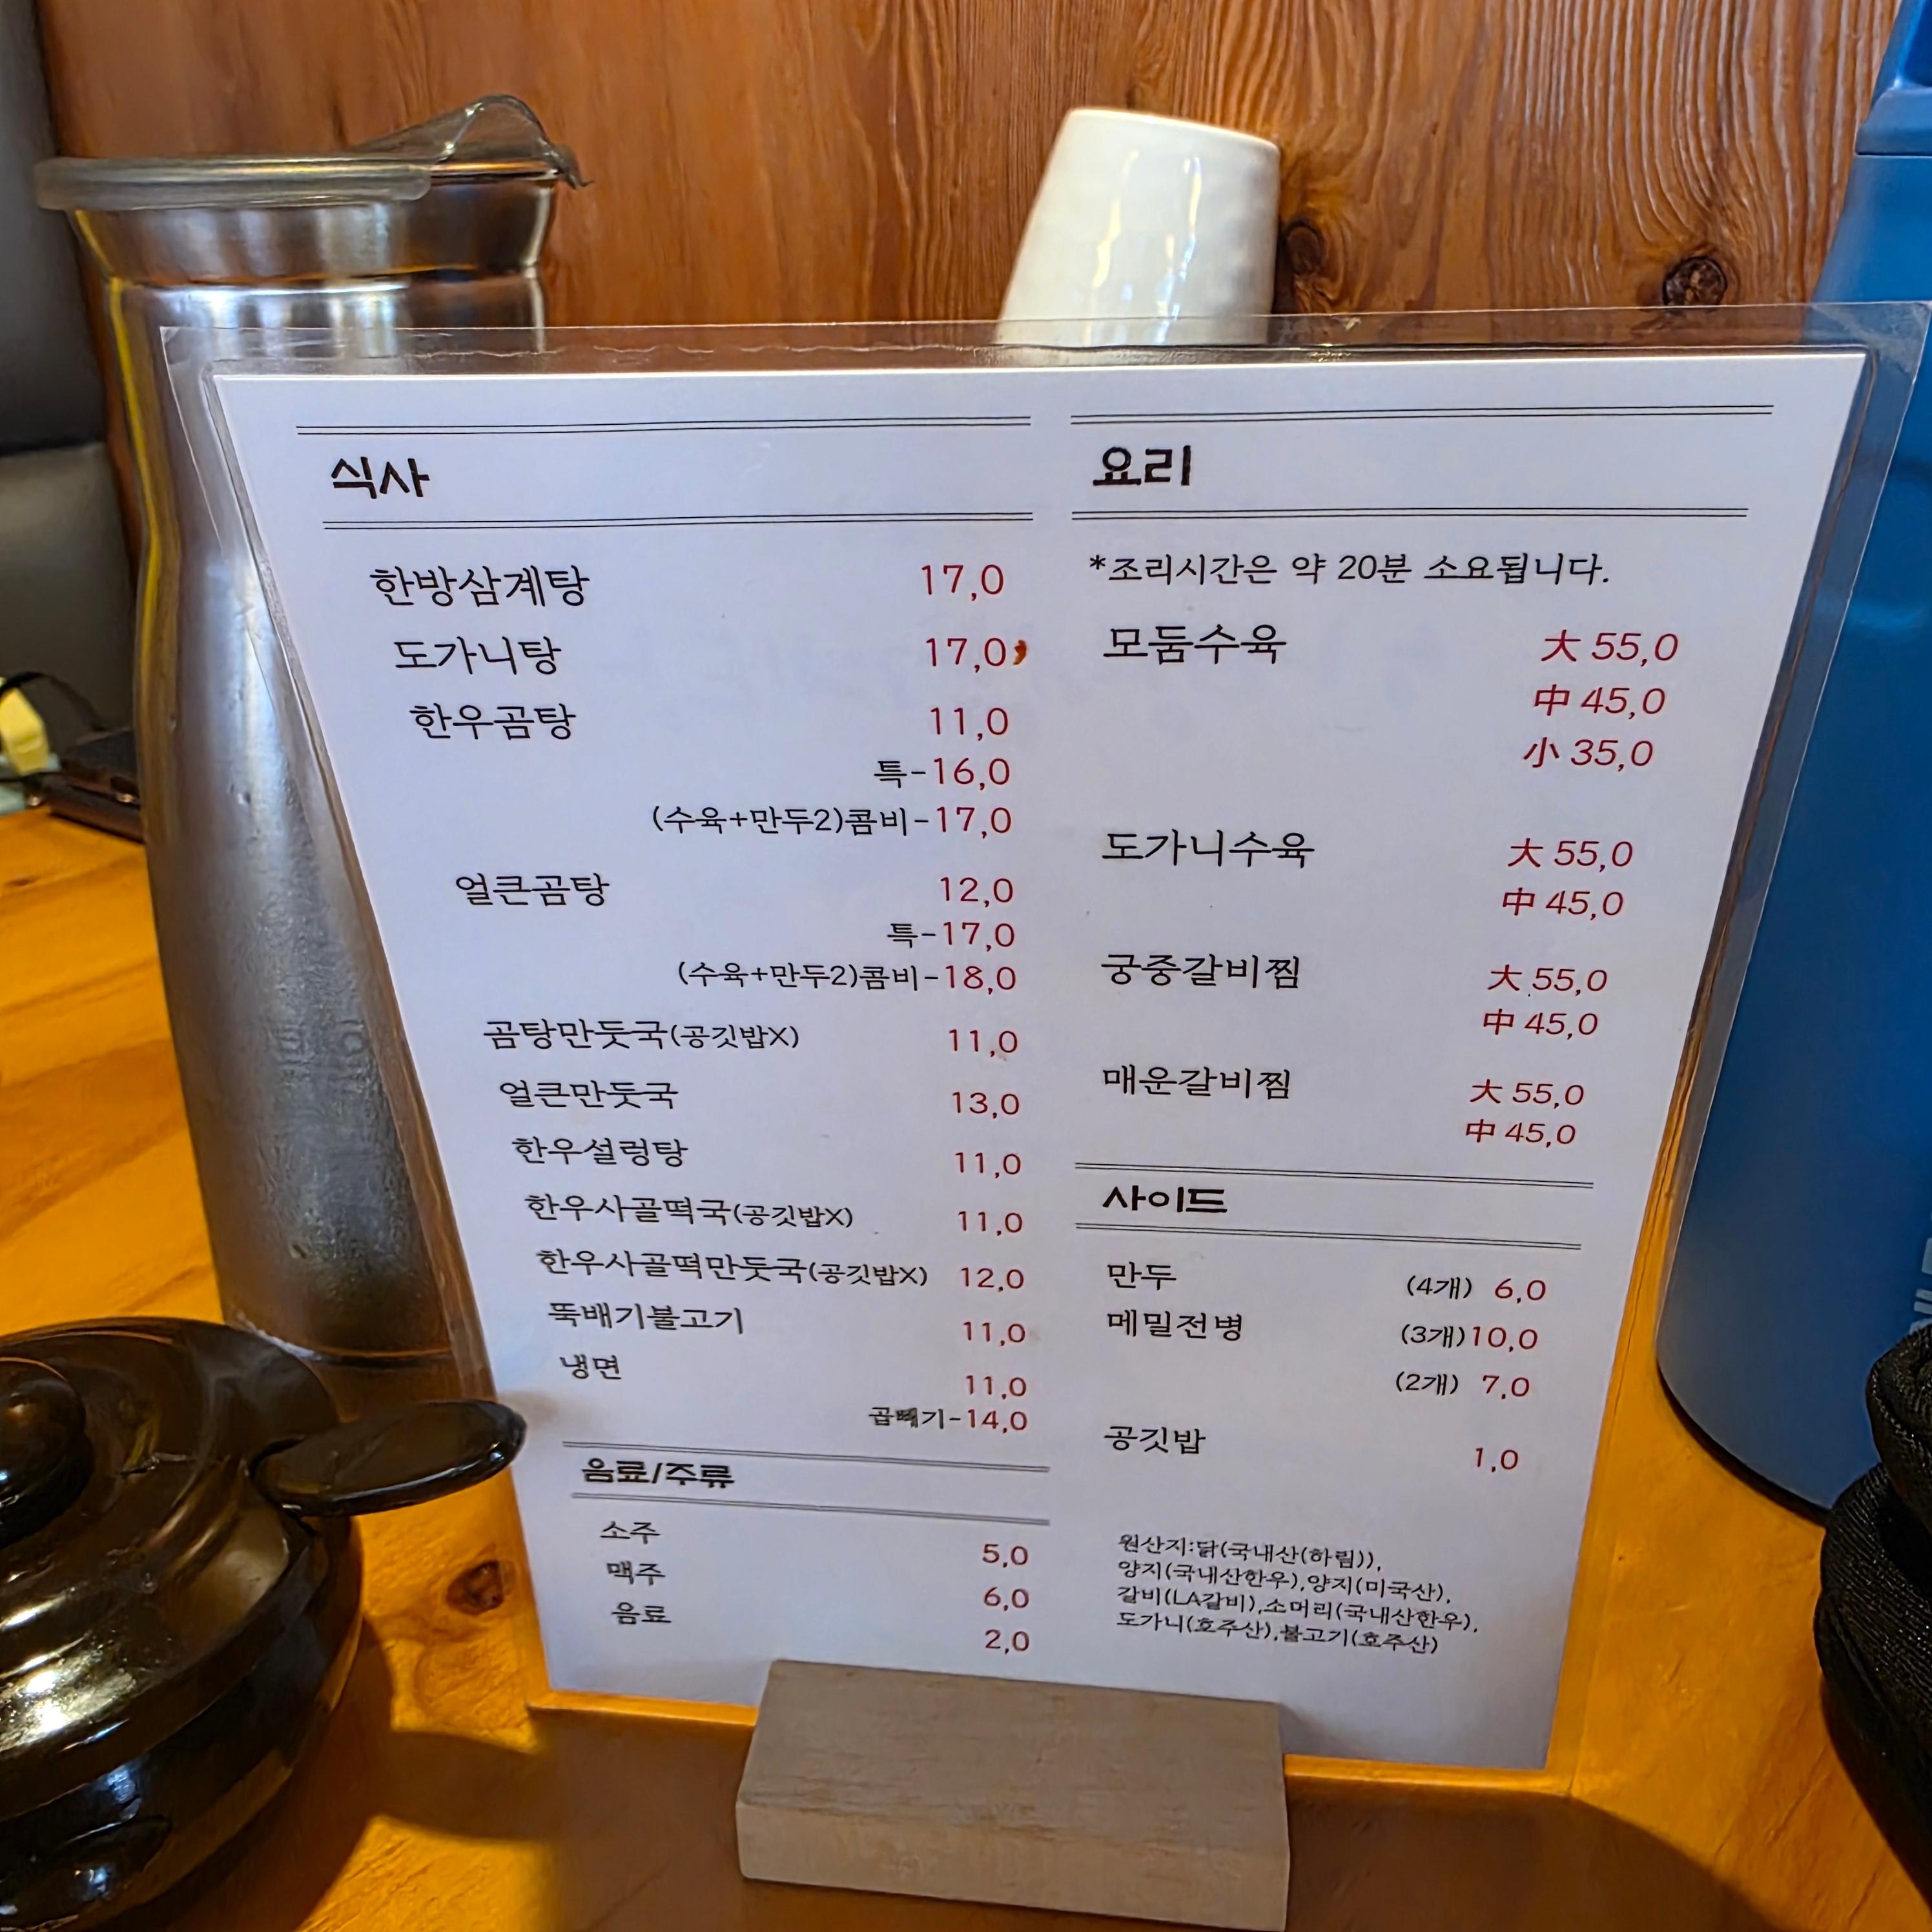 식사
한방삼계탕 17,0
도가니탕 17,0
한우곰탕 11,0
특-16,0
(수육+만두2)콤비-17,0
얼큰곰탕 12,0
특-17,0
(수육+만두2)콤비-18,0
곰탕만둣국(공깃밥X) 11,0
얼큰만둣국 13,0
한우설렁탕 11,0
한우사골떡국(공깃밥X) 11,0
한우사골떡만둣국(공깃밥X) 12,0
뚝배기불고기 11,0
냉면 11,0
곱빼기-14,0
음료/주류
소주 5,0
맥주 6,0
음료 2,0
요리
*조리시간은 약 20분 소요됩니다.
모둠수육 大 55,0
中 45,0
小 35,0
도가니수육 大 55,0
中 45,0
궁중갈비찜 大 55,0
中 45,0
매운갈비찜 大 55,0
中 45,0
사이드
만두 (4개) 6,0
메밀전병 (3개)10,0
(2개) 7,0
공깃밥 1,0
원산지:닭(국내산(하림)),
양지(국내산한우),양지(미국산),
갈비(LA갈비),소머리(국내산한우),
도가니(호주산),불고기(호주산)